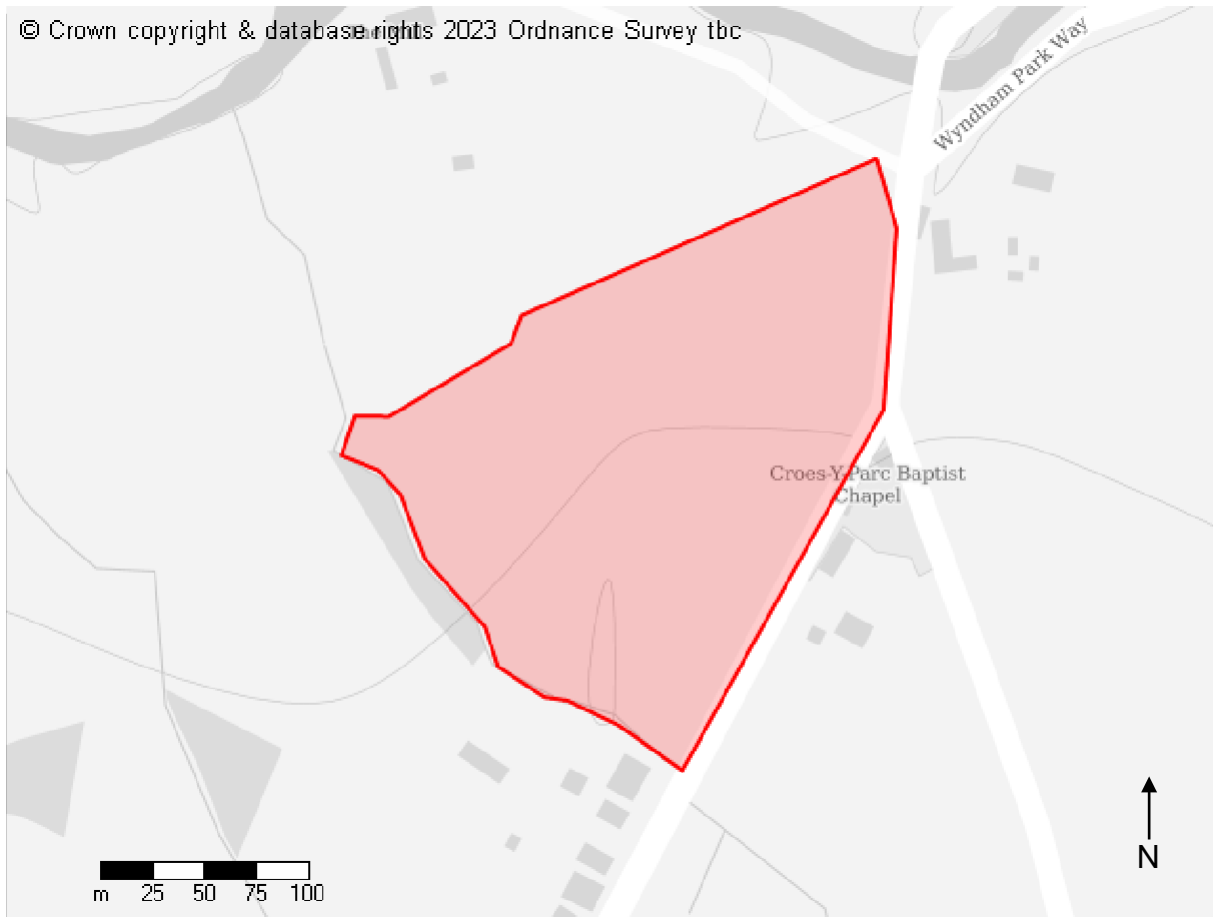 © Crown copyright & database rights 2023 Ordnance Survey tbc
Wyndham Park Way
Croes-Y-Parc Baptist
Chapel
m 25 50 75 100
N